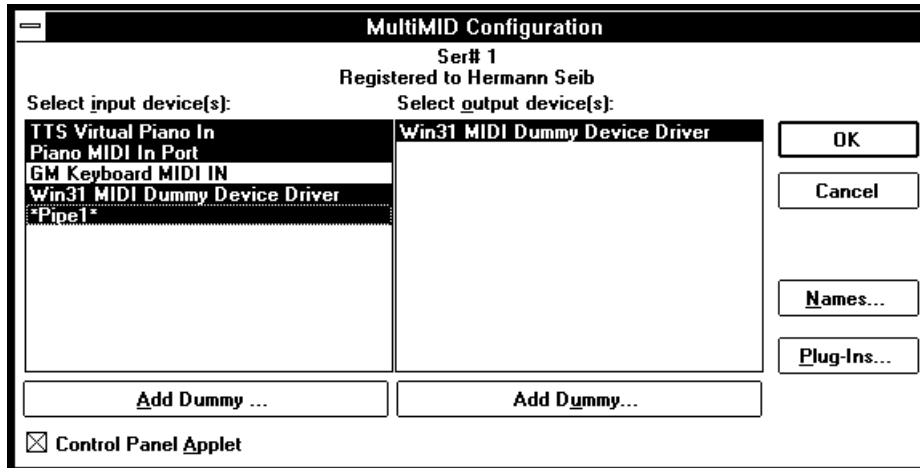 MultiMID Configuration
Ser# 1
Registered to Hermann Seib
Select input device(s):
Select output device(s):
TTS Virtual Piano In
Piano MIDI In Port
GM Keyboard MIDI IN
Win31 MIDI Dummy Device Driver
*Pipe1*
Win31 MIDI Dummy Device Driver
OK
Cancel
Names...
Plug-Ins...
Add Dummy ...
Add Dummy...
Control Panel Applet